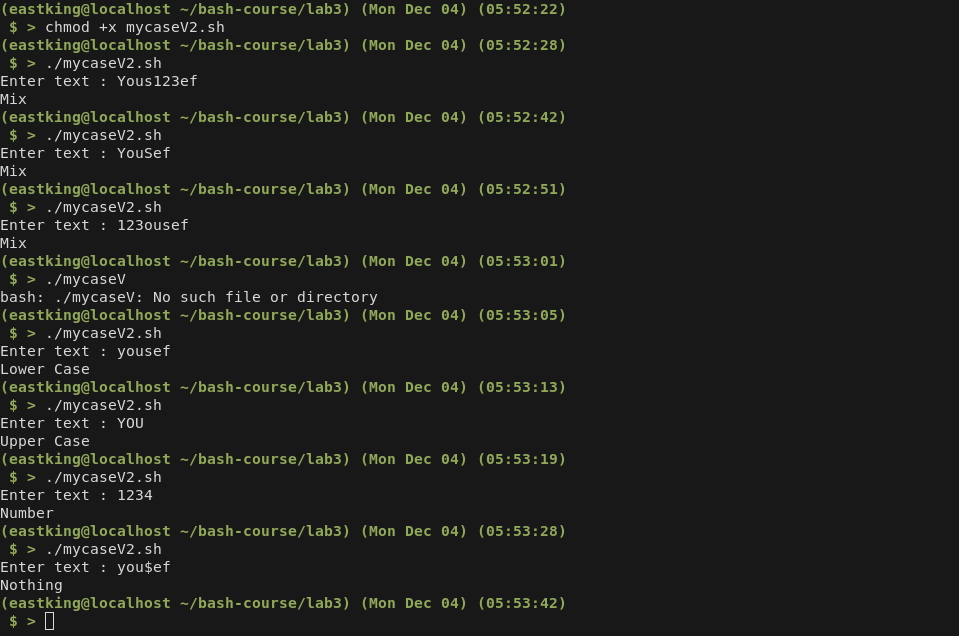 (eastking@localhost ~/bash-course/lab3) (Mon Dec 04) (05:52:22)
$ > chmod +x mycaseV2.sh
(eastking@localhost ~/bash-course/lab3) (Mon Dec 04) (05:52:28)
$ > ./mycaseV2.sh
Enter text : Yous123ef
Mix
(eastking@localhost ~/bash-course/lab3) (Mon Dec 04) (05:52:42)
$ > ./mycaseV2.sh
Enter text : YouSef
Mix
(eastking@localhost ~/bash-course/lab3) (Mon Dec 04) (05:52:51)
$ > ./mycaseV2.sh
Enter text : 123ousef
Mix
(eastking@localhost ~/bash-course/lab3) (Mon Dec 04) (05:53:01)
$ > ./mycaseV
bash: ./mycaseV: No such file or directory
(eastking@localhost ~/bash-course/lab3) (Mon Dec 04) (05:53:05)
$ > ./mycaseV2.sh
Enter text : yousef
Lower Case
(eastking@localhost ~/bash-course/lab3) (Mon Dec 04) (05:53:13)
$ > ./mycaseV2.sh
Enter text : YOU
Upper Case
(eastking@localhost ~/bash-course/lab3) (Mon Dec 04) (05:53:19)
$ > ./mycaseV2.sh
Enter text : 1234
Number
(eastking@localhost ~/bash-course/lab3) (Mon Dec 04) (05:53:28)
$ > ./mycaseV2.sh
Enter text : you$ef
Nothing
(eastking@localhost ~/bash-course/lab3) (Mon Dec 04) (05:53:42)
$ >